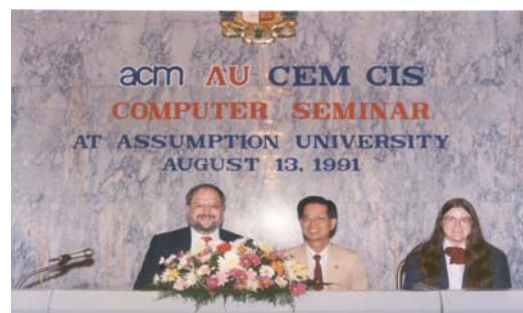 acm AU CEM CIS
COMPUTER SEMINAR
AT ASSUMPTION UNIVERSITY
AUGUST 13, 1991